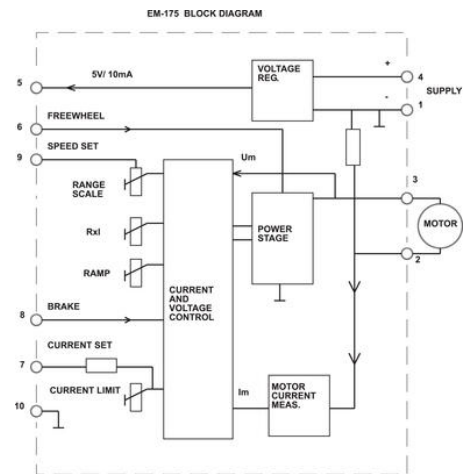 EM-175 BLOCK DIAGRAM
5
5V/ 10mA
VOLTAGE
REG.
+
4
-
1
SUPPLY
6
FREEWHEEL
9
SPEED SET
Um
3
RANGE
SCALE
RxI
POWER
STAGE
MOTOR
2
RAMP
CURRENT
AND
VOLTAGE
CONTROL
8
BRAKE
7
CURRENT SET
CURRENT LIMIT
Im
MOTOR
CURRENT
MEAS.
10